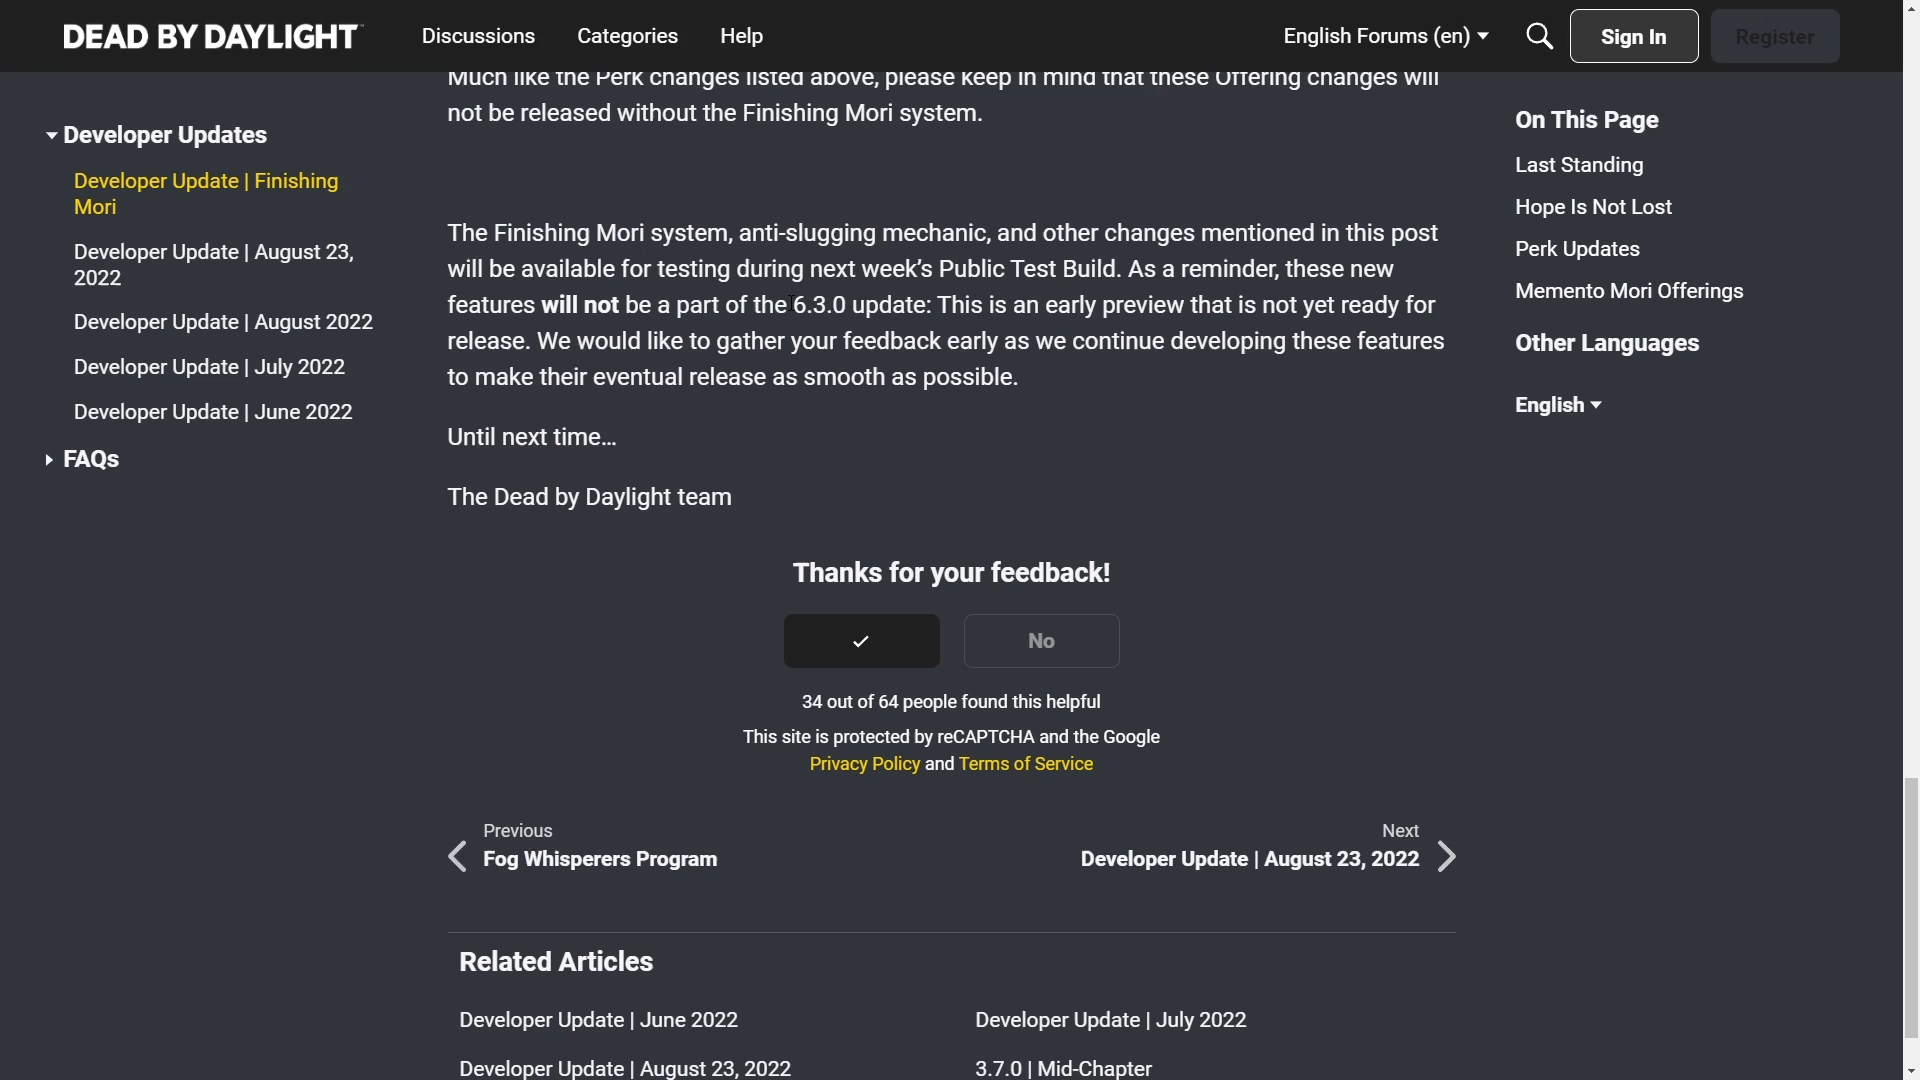 DEAD BY DAYLIGHT
Discussions
Categories
Help
English Forums (en)
Sign In
Register
Developer Updates
Developer Update | Finishing
Mori
Developer Update | August 23,
2022
Developer Update | August 2022
Developer Update | July 2022
Developer Update | June 2022
FAQs
Much like the Perk changes listed above, please keep in mind that these Offering changes will
not be released without the Finishing Mori system.
The Finishing Mori system, anti-slugging mechanic, and other changes mentioned in this post
will be available for testing during next week’s Public Test Build. As a reminder, these new
features will not be a part of the 6.3.0 update: This is an early preview that is not yet ready for
release. We would like to gather your feedback early as we continue developing these features
to make their eventual release as smooth as possible.
Until next time…
The Dead by Daylight team
Thanks for your feedback!
No
34 out of 64 people found this helpful
This site is protected by reCAPTCHA and the Google
Privacy Policy and Terms of Service
Previous
Fog Whisperers Program
Next
Developer Update | August 23, 2022
Related Articles
Developer Update | June 2022
Developer Update | July 2022
Developer Update | August 23, 2022
3.7.0 | Mid-Chapter
On This Page
Last Standing
Hope Is Not Lost
Perk Updates
Memento Mori Offerings
Other Languages
English